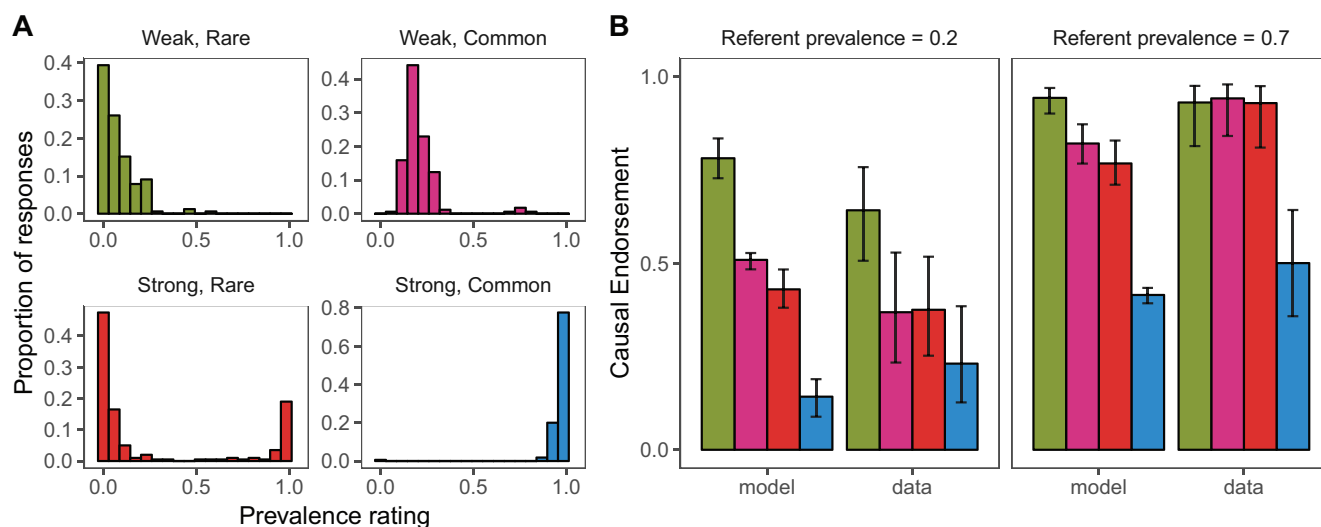 A
Weak, Rare
Weak, Common
0.4
0.3
0.2
0.1
0.0
0.4
0.3
0.2
0.1
0.0
0.0 0.5 1.0
0.0 0.5 1.0
Strong, Rare
Strong, Common
0.4
0.3
0.2
0.1
0.0
0.8
0.6
0.4
0.2
0.0
0.0 0.5 1.0
0.0 0.5 1.0
Proportion of responses
Prevalence rating
B
Referent prevalence = 0.2
Referent prevalence = 0.7
Causal Endorsement
1.0
0.5
0.0
model data
model data